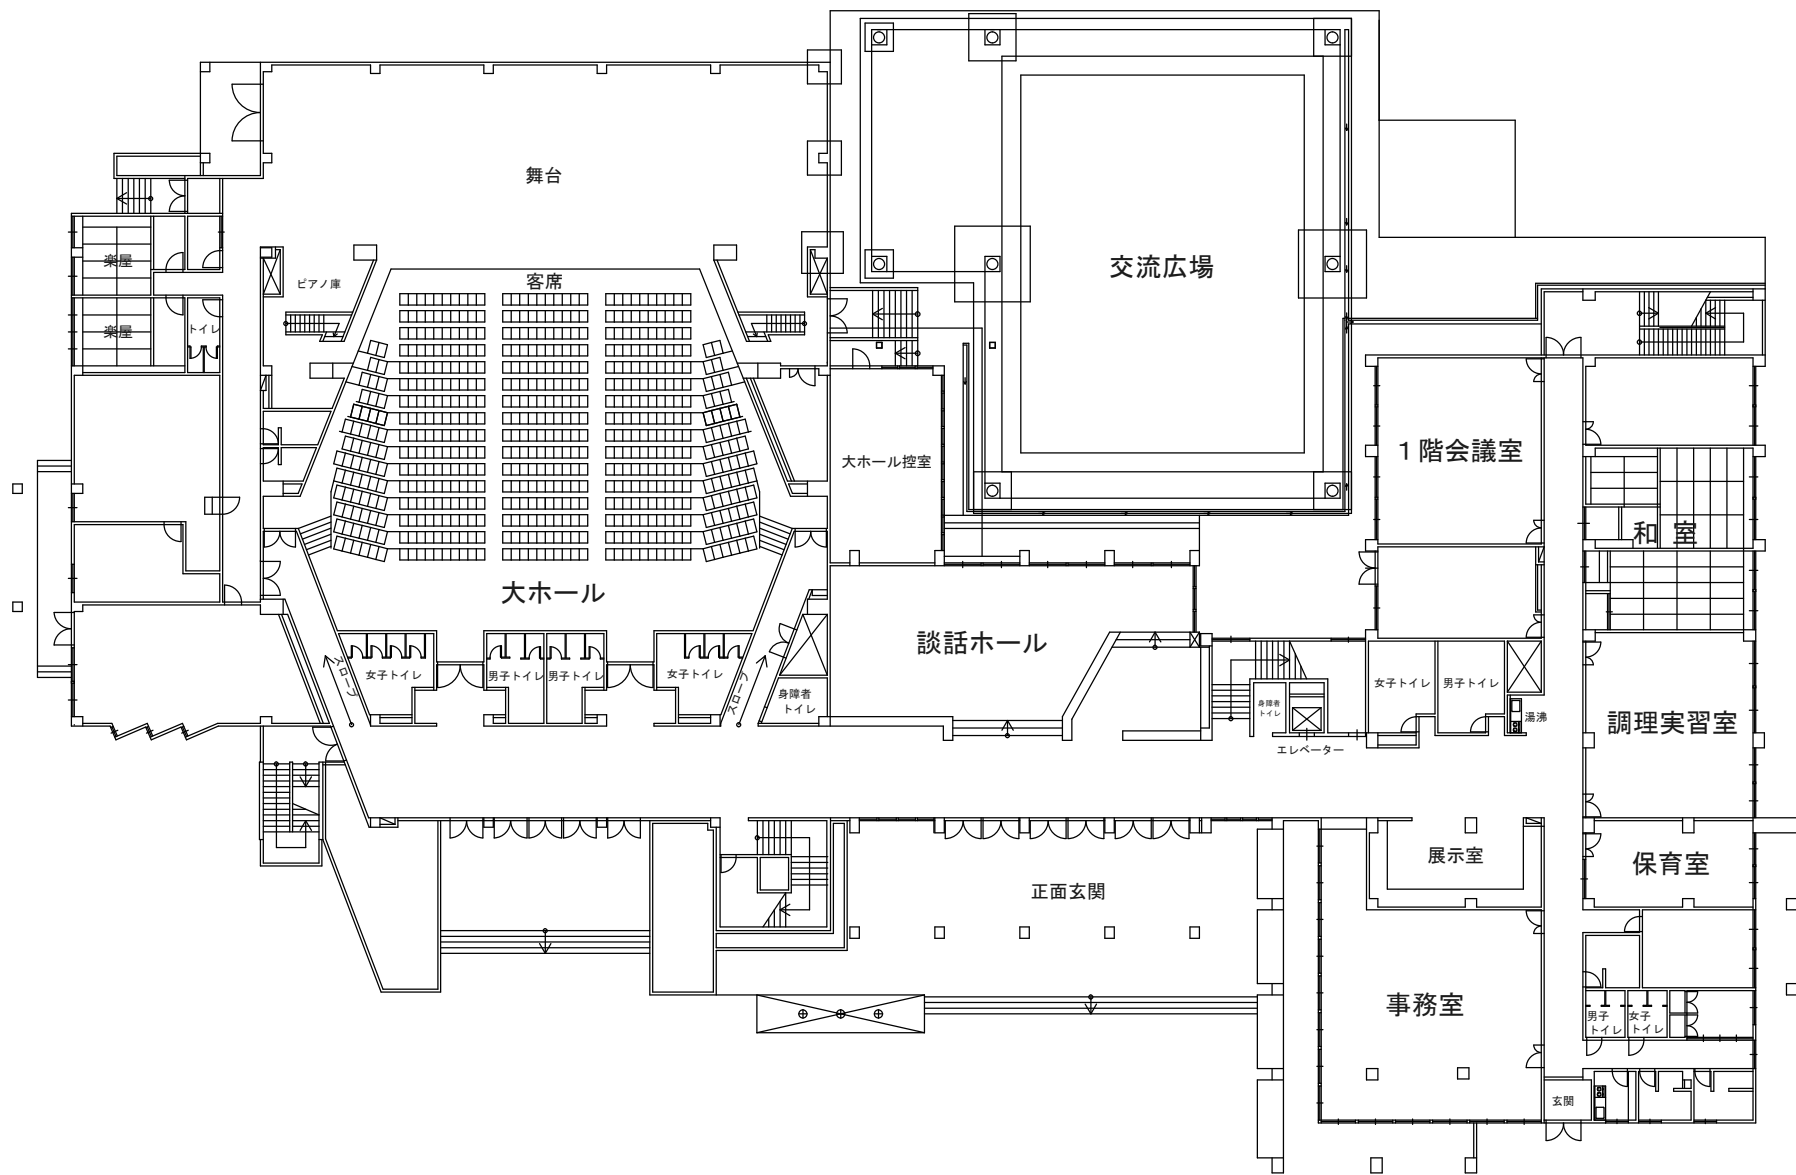 舞台
楽屋
楽屋
トイレ
ピアノ庫
客席
交流広場
大ホール控室
1階会議室
和室
大ホール
談話ホール
スロープ
女子トイレ
男子トイレ
男子トイレ
女子トイレ
スロープ
身障者
トイレ
身障者
トイレ
エレベーター
女子トイレ
男子トイレ
湯沸
調理実習室
展示室
保育室
正面玄関
事務室
男子
トイレ
女子
トイレ
玄関